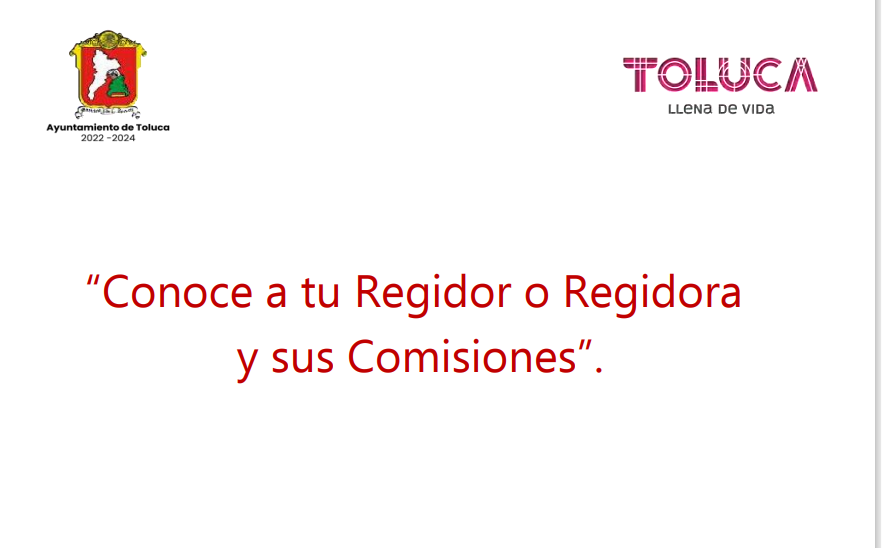 Ayuntamiento de Toluca
2022 -2024
TOLUCA
LLENA DE VIDA
“Conoce a tu Regidor o Regidora
y sus Comisiones”.